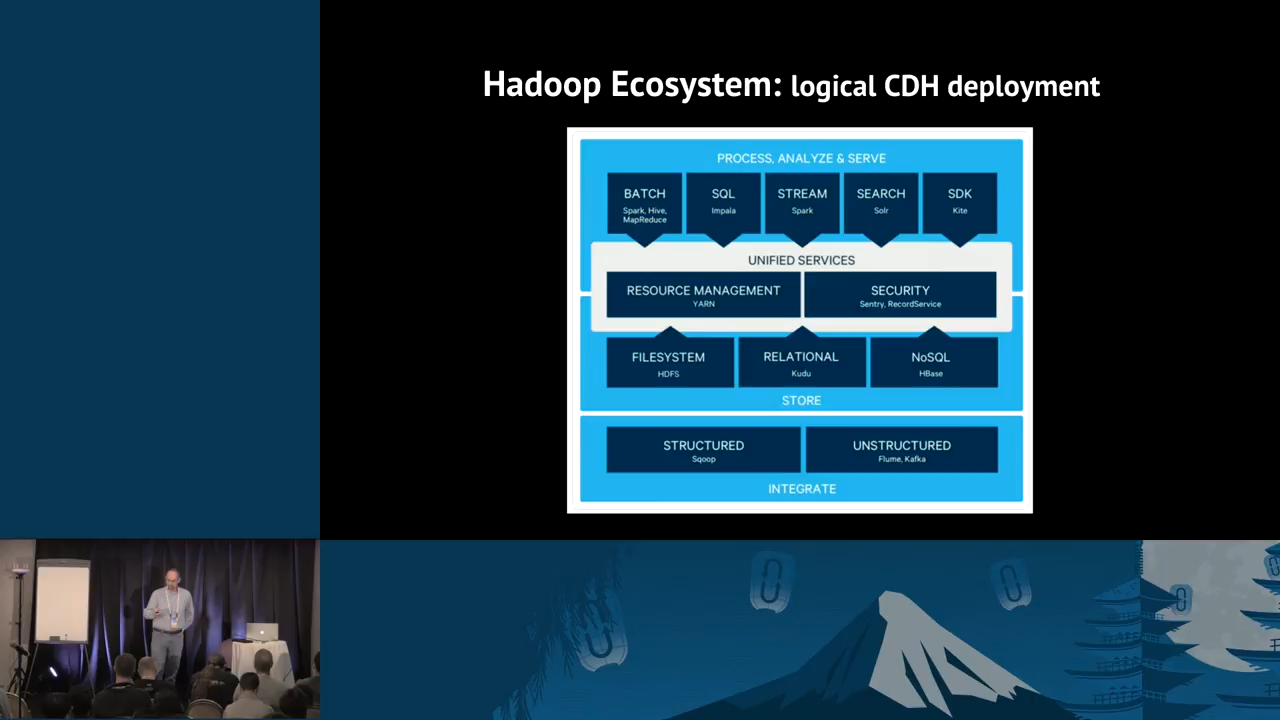 Hadoop Ecosystem: logical CDH deployment
PROCESS, ANALYZE & SERVE
BATCH
Spark, Hive,
MapReduce
SQL
Impala
STREAM
Spark
SEARCH
Solr
SDK
Kite
UNIFIED SERVICES
RESOURCE MANAGEMENT
YARN
SECURITY
Sentry, RecordService
FILESYSTEM
HDFS
RELATIONAL
Kudu
NoSQL
HBase
STORE
STRUCTURED
Sqoop
UNSTRUCTURED
Flume, Kafka
INTEGRATE